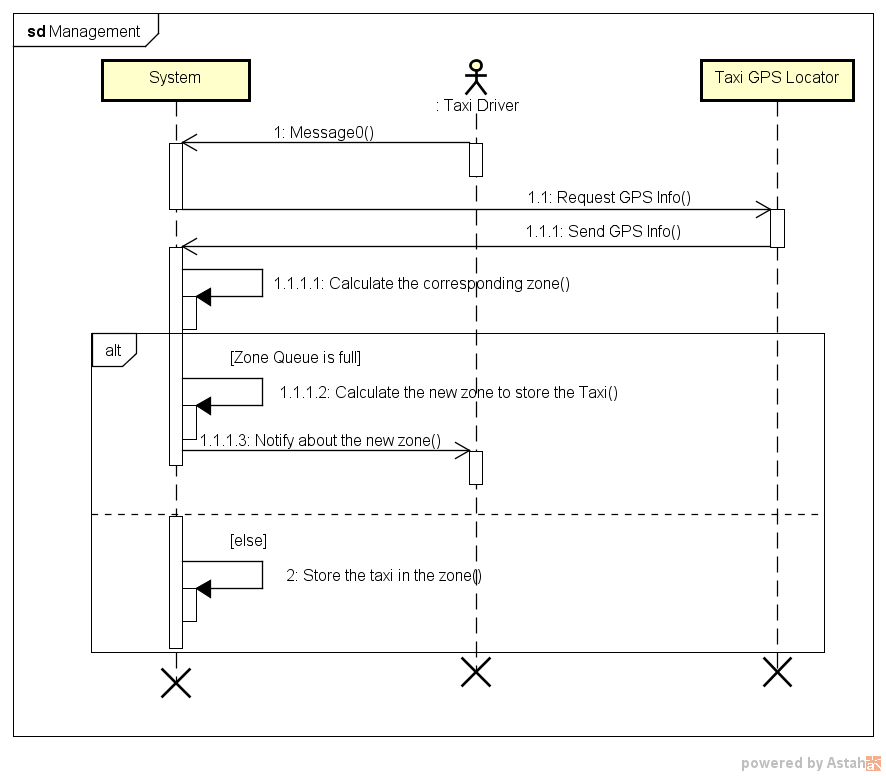 sd Management
System
: Taxi Driver
Taxi GPS Locator
1: Message0()
1.1: Request GPS Info()
1.1.1: Send GPS Info()
1.1.1.1: Calculate the corresponding zone()
alt
[Zone Queue is full]
1.1.1.2: Calculate the new zone to store the Taxi()
1.1.1.3: Notify about the new zone()
[else]
2: Store the taxi in the zone()
powered by Astah